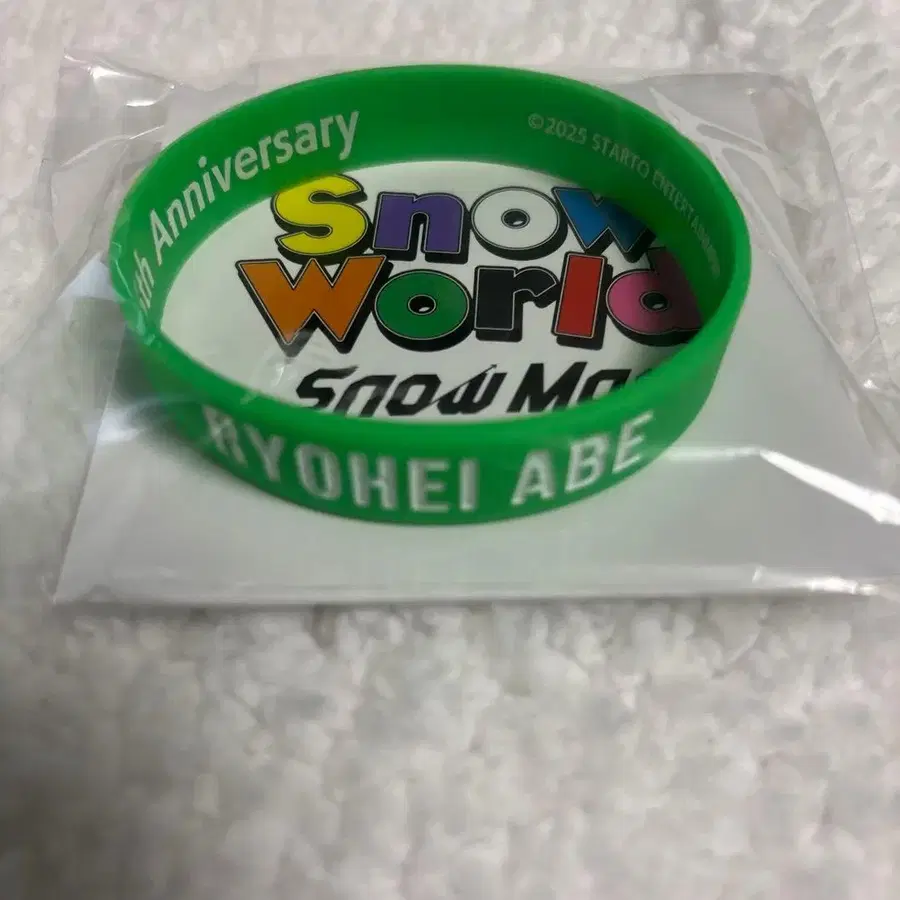 Anniversary
©2025 STARTO ENTERTAINMENT
Snow
World
Snow Man
RYOHEI ABE